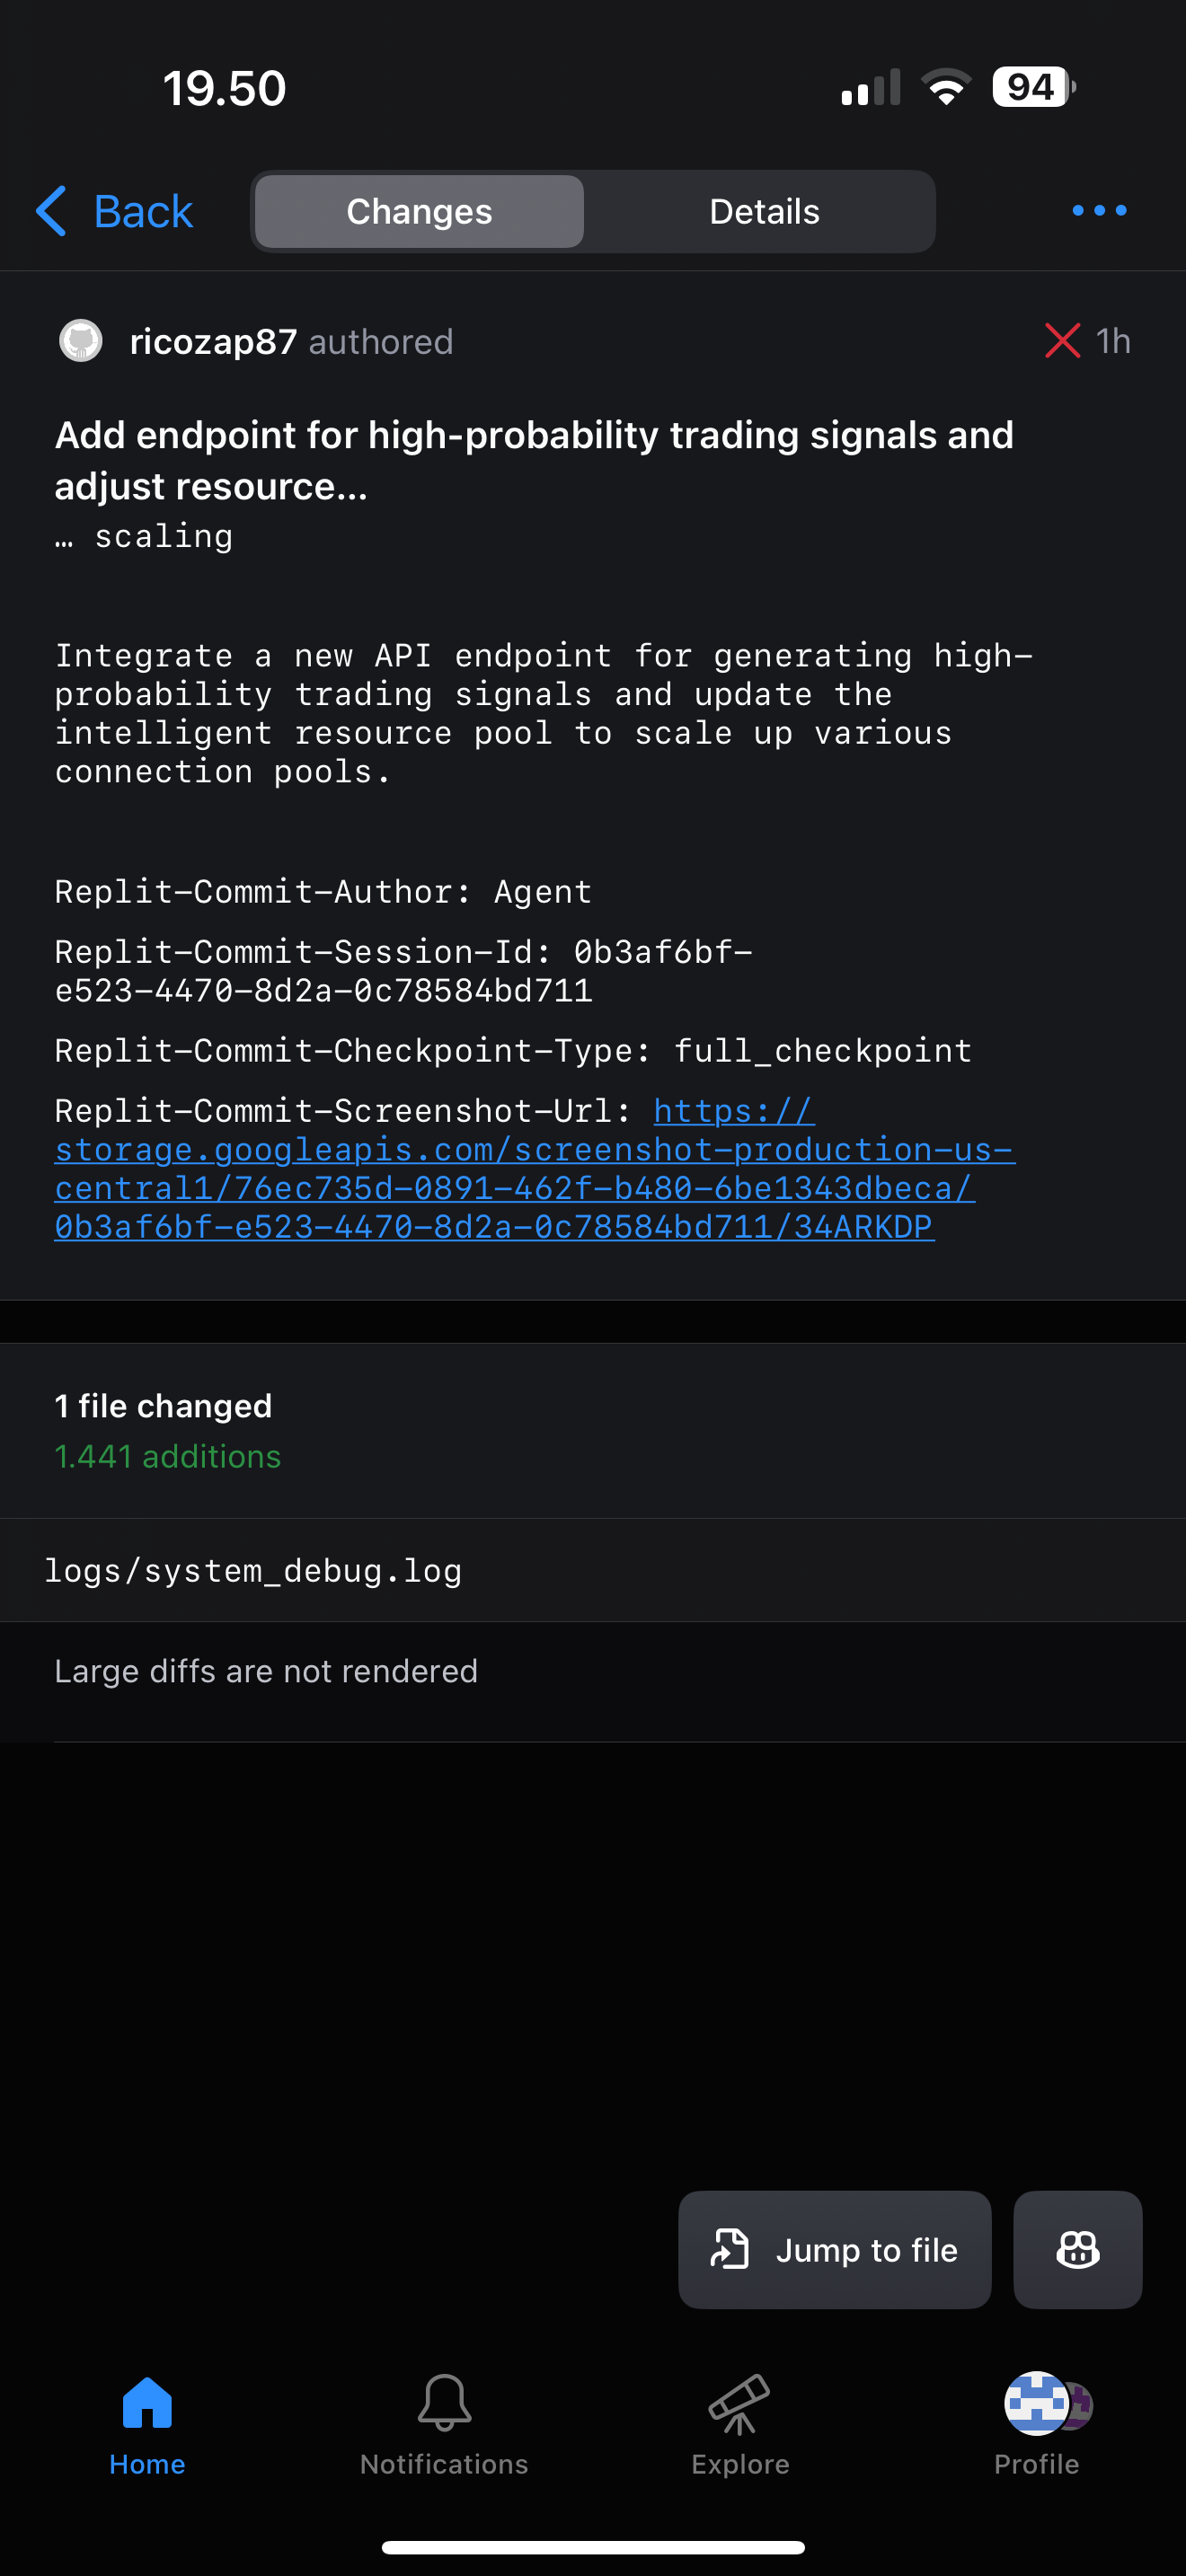 19.50
94
Back
Changes
Details
ricozap87 authored
1h
Add endpoint for high-probability trading signals and
adjust resource...
… scaling
Integrate a new API endpoint for generating high-
probability trading signals and update the
intelligent resource pool to scale up various
connection pools.
Replit-Commit-Author: Agent
Replit-Commit-Session-Id: 0b3af6bf-
e523-4470-8d2a-0c78584bd711
Replit-Commit-Checkpoint-Type: full_checkpoint
Replit-Commit-Screenshot-Url: https://
storage.googleapis.com/screenshot-production-us-
central1/76ec735d-0891-462f-b480-6be1343dbeca/
0b3af6bf-e523-4470-8d2a-0c78584bd711/34ARKDP
1 file changed
1.441 additions
logs/system_debug.log
Large diffs are not rendered
Jump to file
Home
Notifications
Explore
Profile